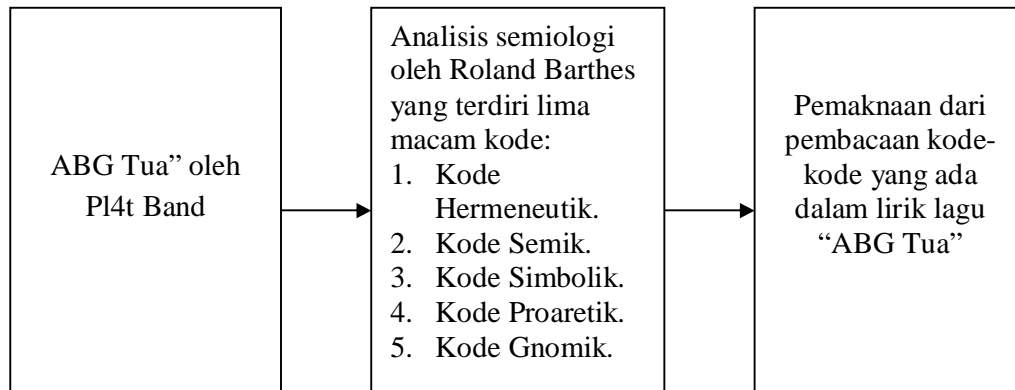 ABG Tua” oleh
Pl4t Band
Analisis semiologi
oleh Roland Barthes
yang terdiri lima
macam kode:
1. Kode
Hermeneutik.
2. Kode Semik.
3. Kode Simbolik.
4. Kode Proaretik.
5. Kode Gnomik.
Pemaknaan dari
pembacaan kode-
kode yang ada
dalam lirik lagu
“ABG Tua”